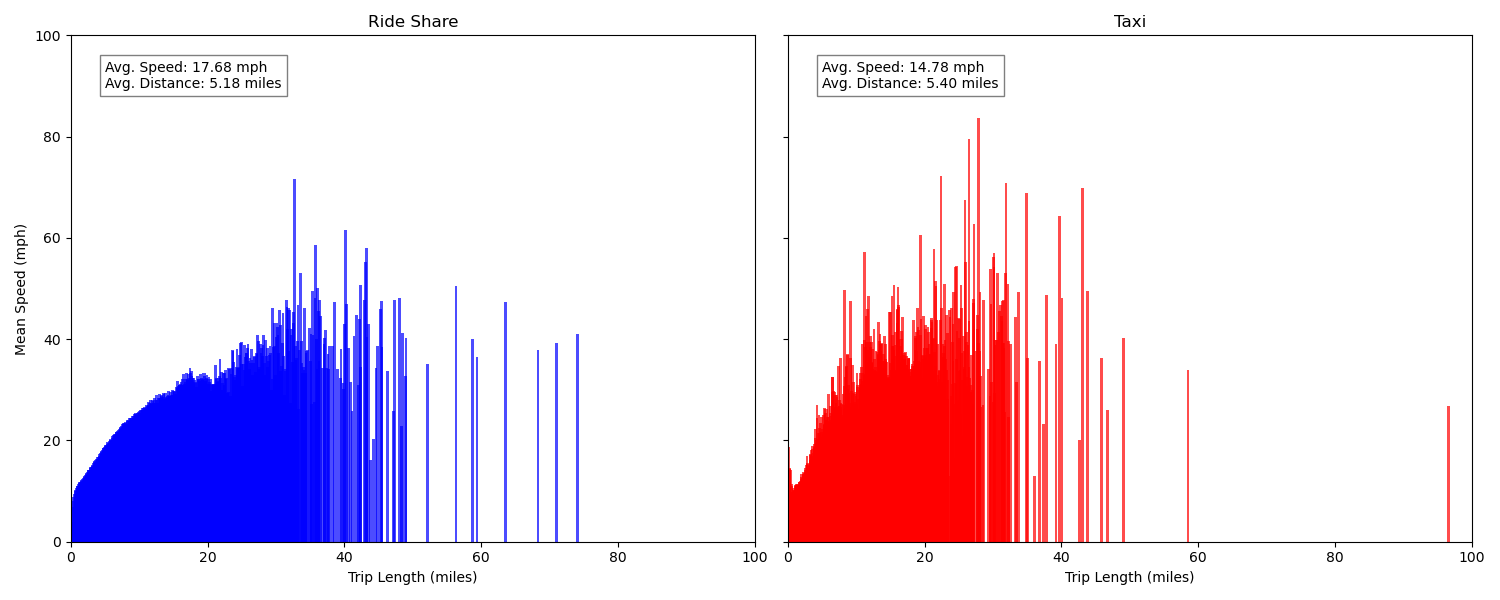 Ride Share
Avg. Speed: 17.68 mph
Avg. Distance: 5.18 miles
Mean Speed (mph)
100
80
60
40
20
0
0 20 40 60 80 100
Trip Length (miles)
Taxi
Avg. Speed: 14.78 mph
Avg. Distance: 5.40 miles
0 20 40 60 80 100
Trip Length (miles)